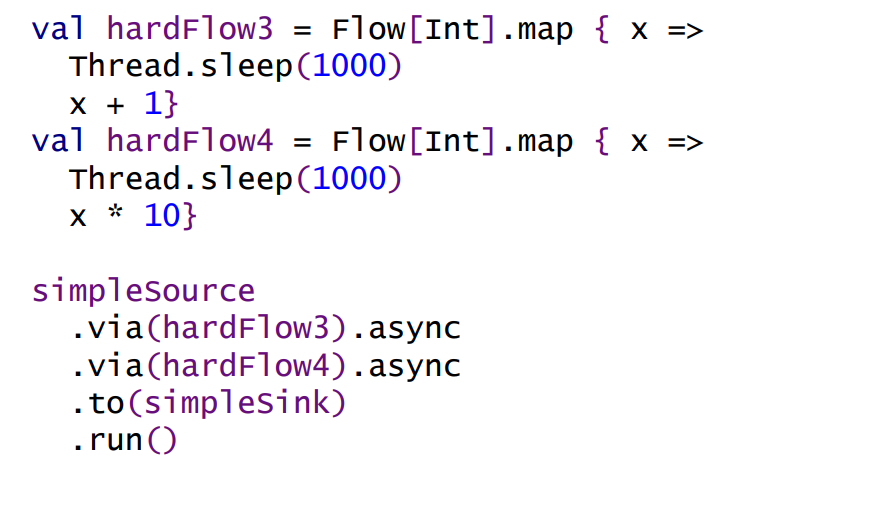 val hardFlow3 = Flow[Int].map { x =>
  Thread.sleep(1000)
  x + 1}
val hardFlow4 = Flow[Int].map { x =>
  Thread.sleep(1000)
  x * 10}

simpleSource
  .via(hardFlow3).async
  .via(hardFlow4).async
  .to(simpleSink)
  .run()